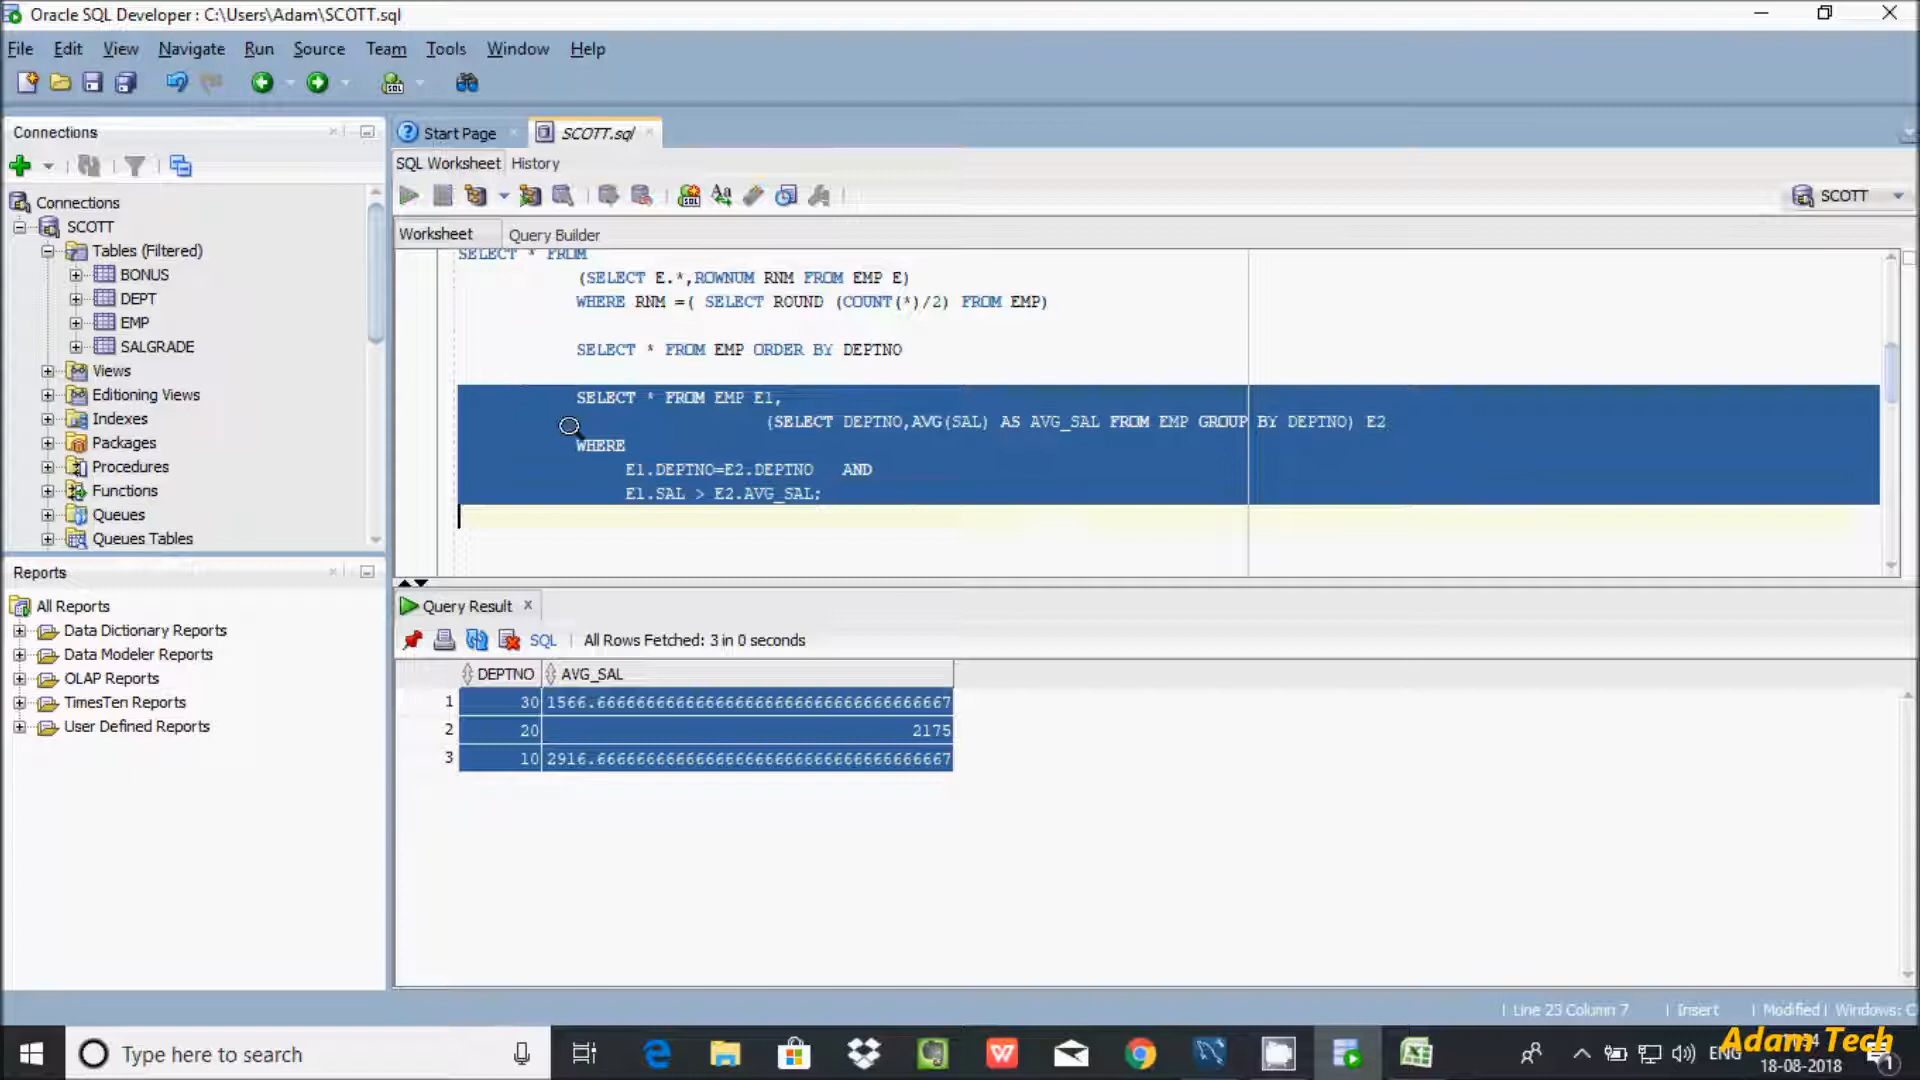 Oracle SQL Developer : C:\Users\Adam\SCOTT.sql
File Edit View Navigate Run Source Team Tools Window Help
Connections
Start Page
SCOTT.sql
SQL Worksheet History
Connections
SCOTT
Tables (Filtered)
BONUS
DEPT
EMP
SALGRADE
Views
Editioning Views
Indexes
Packages
Procedures
Functions
Queues
Queues Tables
SCOTT
Worksheet Query Builder
SELECT * FROM
(SELECT E.*,ROWNUM RNM FROM EMP E)
WHERE RNM =( SELECT ROUND (COUNT(*)/2) FROM EMP)
SELECT * FROM EMP ORDER BY DEPTNO
SELECT * FROM EMP E1,
(SELECT DEPTNO,AVG(SAL) AS AVG_SAL FROM EMP GROUP BY DEPTNO) E2
WHERE
E1.DEPTNO=E2.DEPTNO AND
E1.SAL > E2.AVG_SAL;
Reports
All Reports
Data Dictionary Reports
Data Modeler Reports
OLAP Reports
TimesTen Reports
User Defined Reports
Query Result
SQL All Rows Fetched: 3 in 0 seconds
DEPTNO AVG_SAL
1 30 1566.66666666666666666666666666666666667
2 20 2175
3 10 2916.66666666666666666666666666666666667
Line 23 Column 7 Insert Modified Windows: C
Type here to search
ENG
18-08-2018
1
Adam Tech